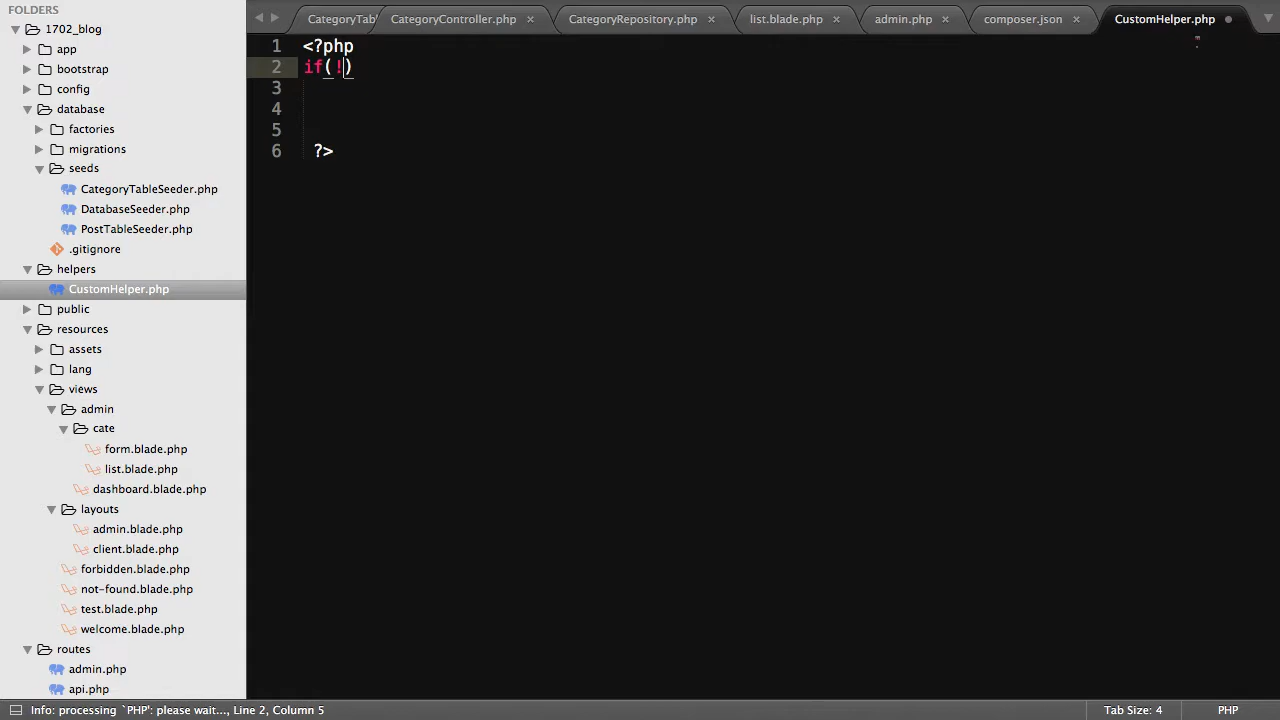 FOLDERS
1702_blog
app
bootstrap
config
database
factories
migrations
seeds
CategoryTableSeeder.php
DatabaseSeeder.php
PostTableSeeder.php
.gitignore
helpers
CustomHelper.php
public
resources
assets
lang
views
admin
cate
form.blade.php
list.blade.php
dashboard.blade.php
layouts
admin.blade.php
client.blade.php
forbidden.blade.php
not-found.blade.php
test.blade.php
welcome.blade.php
routes
admin.php
api.php
CategoryTab CategoryController.php × CategoryRepository.php × list.blade.php × admin.php × composer.json × CustomHelper.php
1 <?php
2 if(!)
3
4
5
6 ?>
Info: processing `PHP': please wait..., Line 2, Column 5 Tab Size: 4 PHP